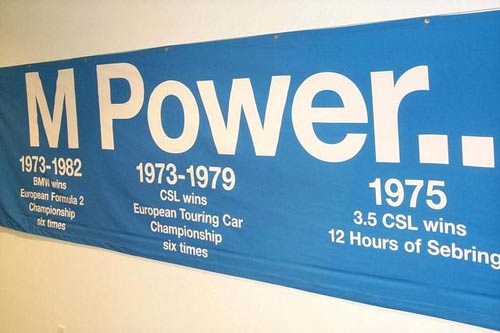 M Power..
1973-1982
BMW wins
European Formula 2
Championship
six times
1973-1979
CSL wins
European Touring Car
Championship
six times
1975
3.5 CSL wins
12 Hours of Sebring